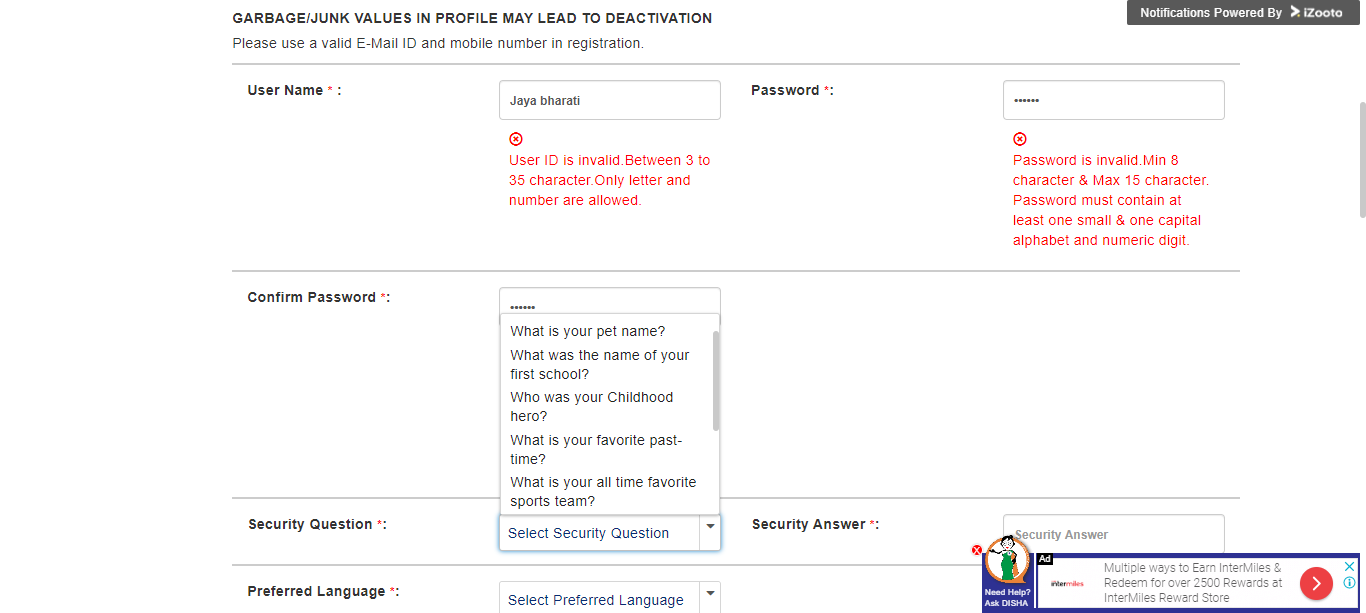 Notifications Powered By iZooto
GARBAGE/JUNK VALUES IN PROFILE MAY LEAD TO DEACTIVATION
Please use a valid E-Mail ID and mobile number in registration.
User Name * :
Jaya bharati
Password *:
••••••
User ID is invalid.Between 3 to
35 character.Only letter and
number are allowed.
Password is invalid.Min 8
character & Max 15 character.
Password must contain at
least one small & one capital
alphabet and numeric digit.
Confirm Password *:
••••••
What is your pet name?
What was the name of your
first school?
Who was your Childhood
hero?
What is your favorite past-
time?
What is your all time favorite
sports team?
Security Question *:
Select Security Question
Security Answer *:
Security Answer
Preferred Language *:
Select Preferred Language
Need Help?
Ask DISHA
Ad
intermiles
Multiple ways to Earn InterMiles &
Redeem for over 2500 Rewards at
InterMiles Reward Store